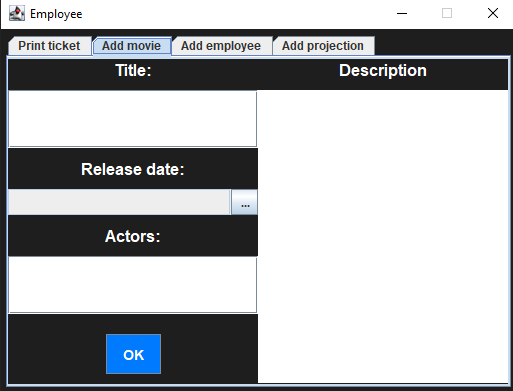 Employee
Print ticket Add movie Add employee Add projection
Title: Description
Release date:
...
Actors:
OK